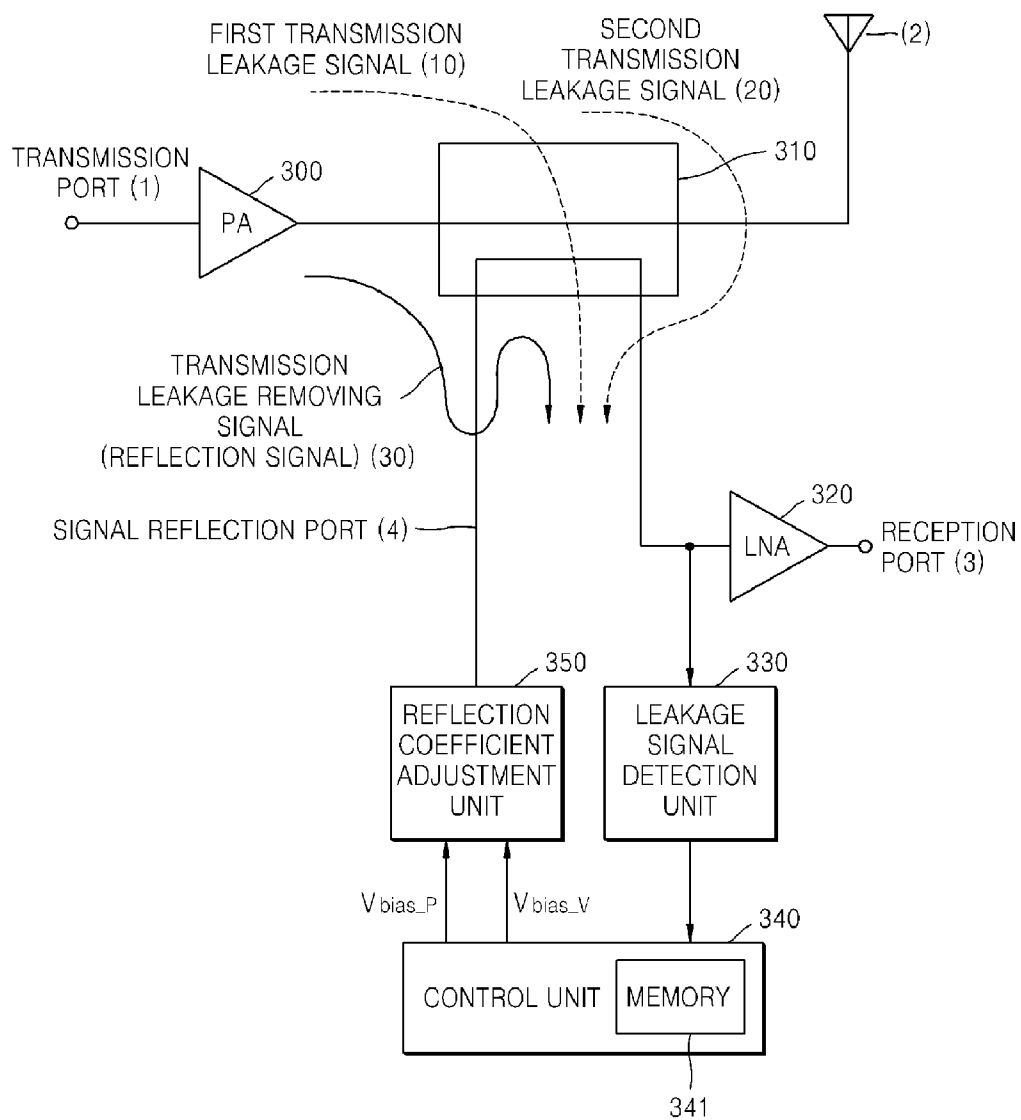 FIRST TRANSMISSION
LEAKAGE SIGNAL (10)
SECOND
TRANSMISSION
LEAKAGE SIGNAL (20)
(2)
TRANSMISSION
PORT (1)
300
PA
310
TRANSMISSION
LEAKAGE REMOVING
SIGNAL
(REFLECTION SIGNAL) (30)
SIGNAL REFLECTION PORT (4)
320
LNA
RECEPTION
PORT (3)
350
REFLECTION
COEFFICIENT
ADJUSTMENT
UNIT
330
LEAKAGE
SIGNAL
DETECTION
UNIT
Vbias_P
Vbias_V
340
CONTROL UNIT
MEMORY
341